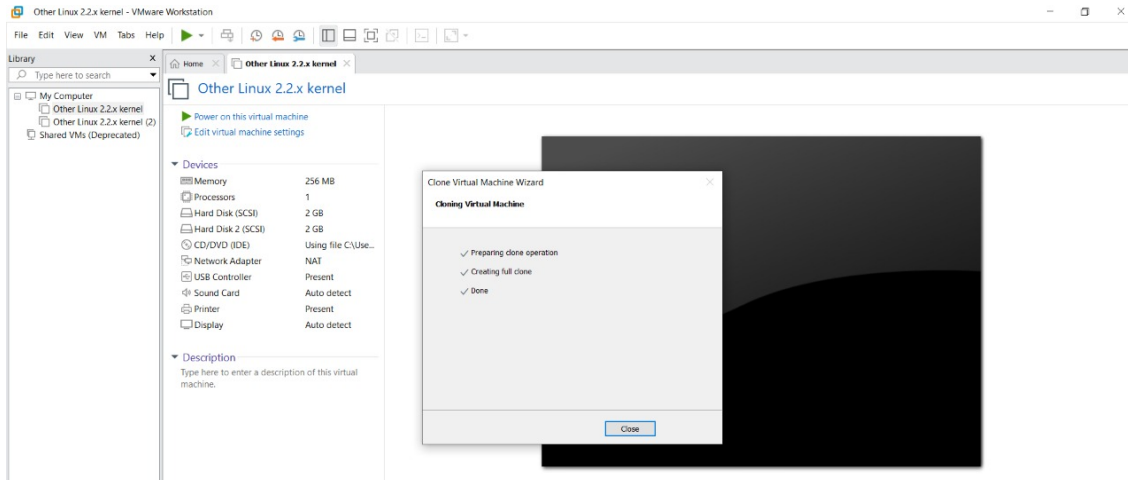 Other Linux 2.2.x kernel - VMware Workstation
File Edit View VM Tabs Help
Library X
Type here to search
My Computer
Other Linux 2.2.x kernel
Other Linux 2.2.x kernel (2)
Shared VMs (Deprecated)
Home
Other Linux 2.2.x kernel
Other Linux 2.2.x kernel
Power on this virtual machine
Edit virtual machine settings
Devices
Memory 256 MB
Processors 1
Hard Disk (SCSI) 2 GB
Hard Disk 2 (SCSI) 2 GB
CD/DVD (IDE) Using file C:\Use...
Network Adapter NAT
USB Controller Present
Sound Card Auto detect
Printer Present
Display Auto detect
Description
Type here to enter a description of this virtual
machine.
Clone Virtual Machine Wizard
Cloning Virtual Machine
Preparing clone operation
Creating full clone
Done
Close